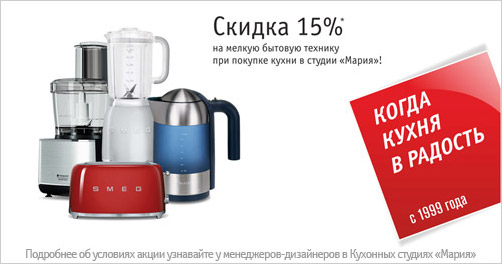 Скидка 15%*
на мелкую бытовую технику
при покупке кухни в студии «Мария»!
КОГДА
КУХНЯ
В РАДОСТЬ
с 1999 года
SMEG
SMEG
Подробнее об условиях акции узнавайте у менеджеров-дизайнеров в Кухонных студиях «Мария»